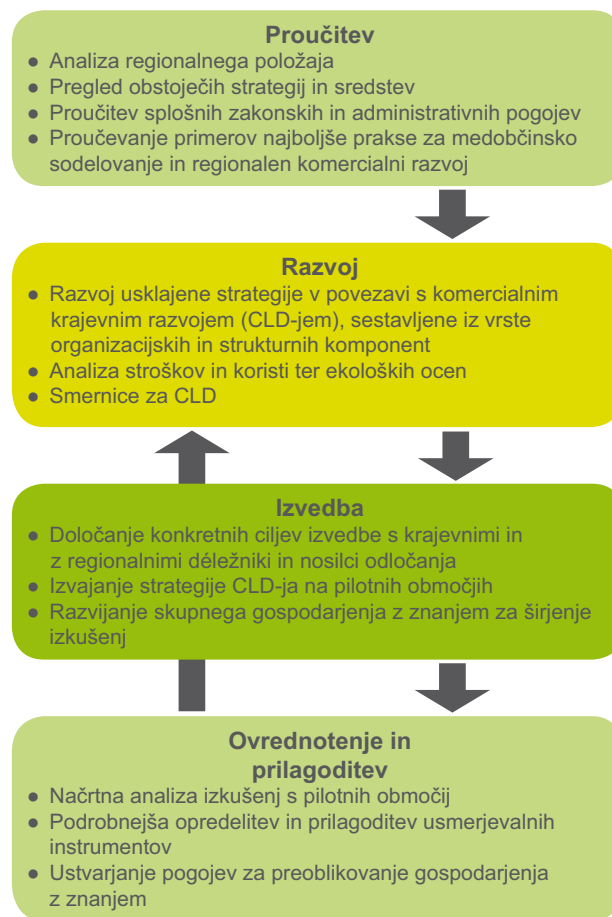 Proučitev
● Analiza regionalnega položaja
● Pregled obstoječih strategij in sredstev
● Proučitev splošnih zakonskih in administrativnih pogojev
● Proučevanje primerov najboljše prakse za medobčinsko
sodelovanje in regionalen komercialni razvoj
Razvoj
● Razvoj usklajene strategije v povezavi s komercialnim
krajevnim razvojem (CLD-jem), sestavljene iz vrste
organizacijskih in strukturnih komponent
● Analiza stroškov in koristi ter ekoloških ocen
● Smernice za CLD
Izvedba
● Določanje konkretnih ciljev izvedbe s krajevnimi in
z regionalnimi déležniki in nosilci odločanja
● Izvajanje strategije CLD-ja na pilotnih območjih
● Razvijanje skupnega gospodarjenja z znanjem za širjenje
izkušenj
Ovrednotenje in
prilagoditev
● Načrtna analiza izkušenj s pilotnih območij
● Podrobnejša opredelitev in prilagoditev usmerjevalnih
instrumentov
● Ustvarjanje pogojev za preoblikovanje gospodarjenja
z znanjem